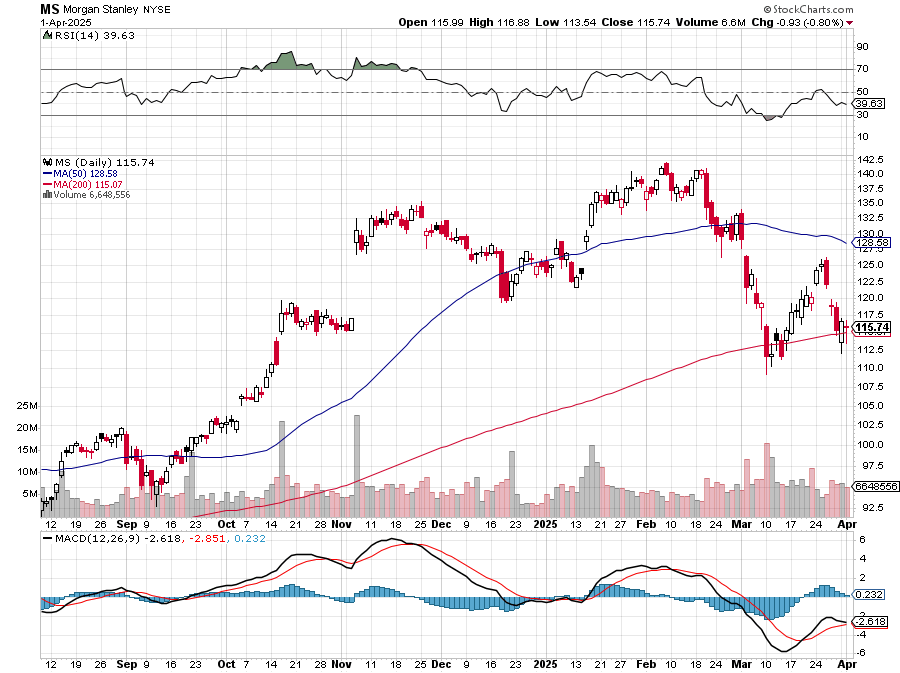 MS Morgan Stanley NYSE © StockCharts.com
1-Apr-2025 Open 115.99 High 116.88 Low 113.54 Close 115.74 Volume 6.6M Chg -0.93 (-0.80%)
RSI(14) 39.63
90
70
50
39.63
30
10
MS (Daily) 115.74
MA(50) 128.58
MA(200) 115.07
Volume 6,648,556
142.5
140.0
137.5
135.0
132.5
130.0
128.58
127.5
125.0
122.5
120.0
117.5
115.74
112.5
110.0
107.5
105.0
102.5
100.0
97.5
6648556
92.5
25M
20M
15M
10M
5M
12 19 26 Sep 9 16 23 Oct 7 14 21 28 Nov 11 18 25 Dec 9 16 23 2025 13 21 27 Feb 10 18 24 Mar 10 17 24 Apr
MACD(12,26,9) -2.618, -2.851, 0.232
6
4
2
0.232
-2
-2.618
-4
-6
12 19 26 Sep 9 16 23 Oct 7 14 21 28 Nov 11 18 25 Dec 9 16 23 2025 13 21 27 Feb 10 18 24 Mar 10 17 24 Apr